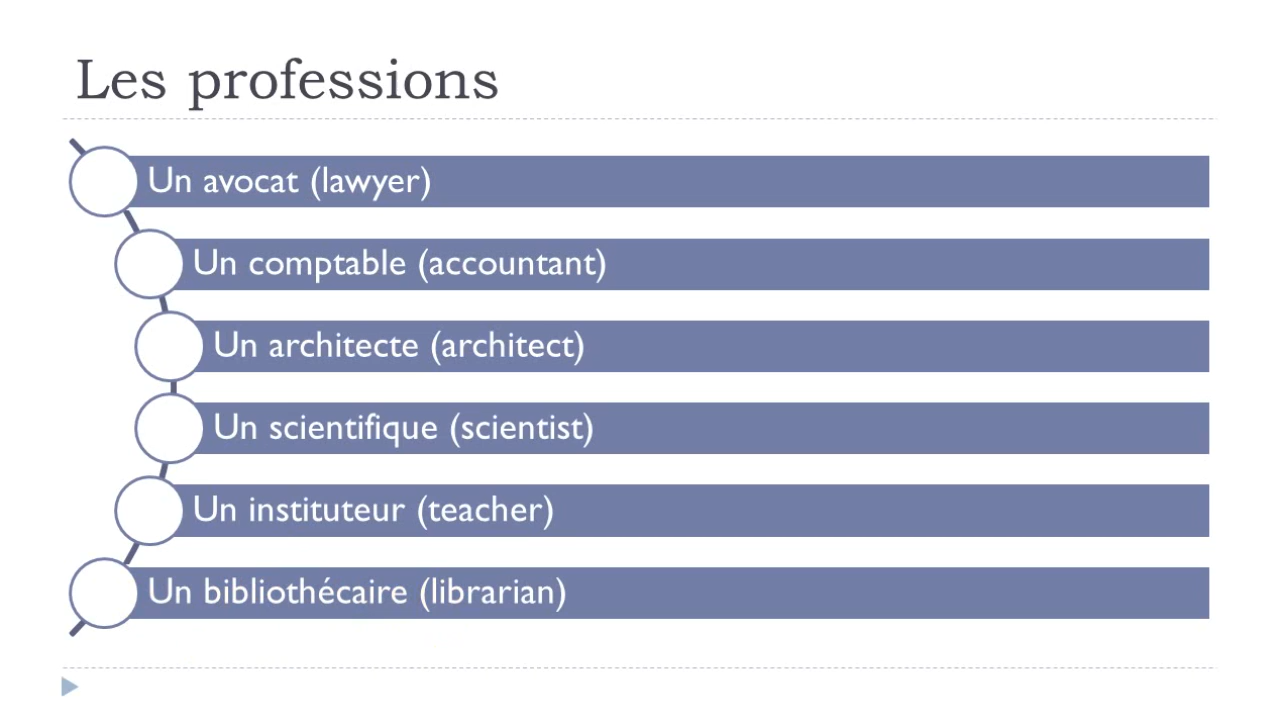 Les professions
Un avocat (lawyer)
Un comptable (accountant)
Un architecte (architect)
Un scientifique (scientist)
Un instituteur (teacher)
Un bibliothécaire (librarian)